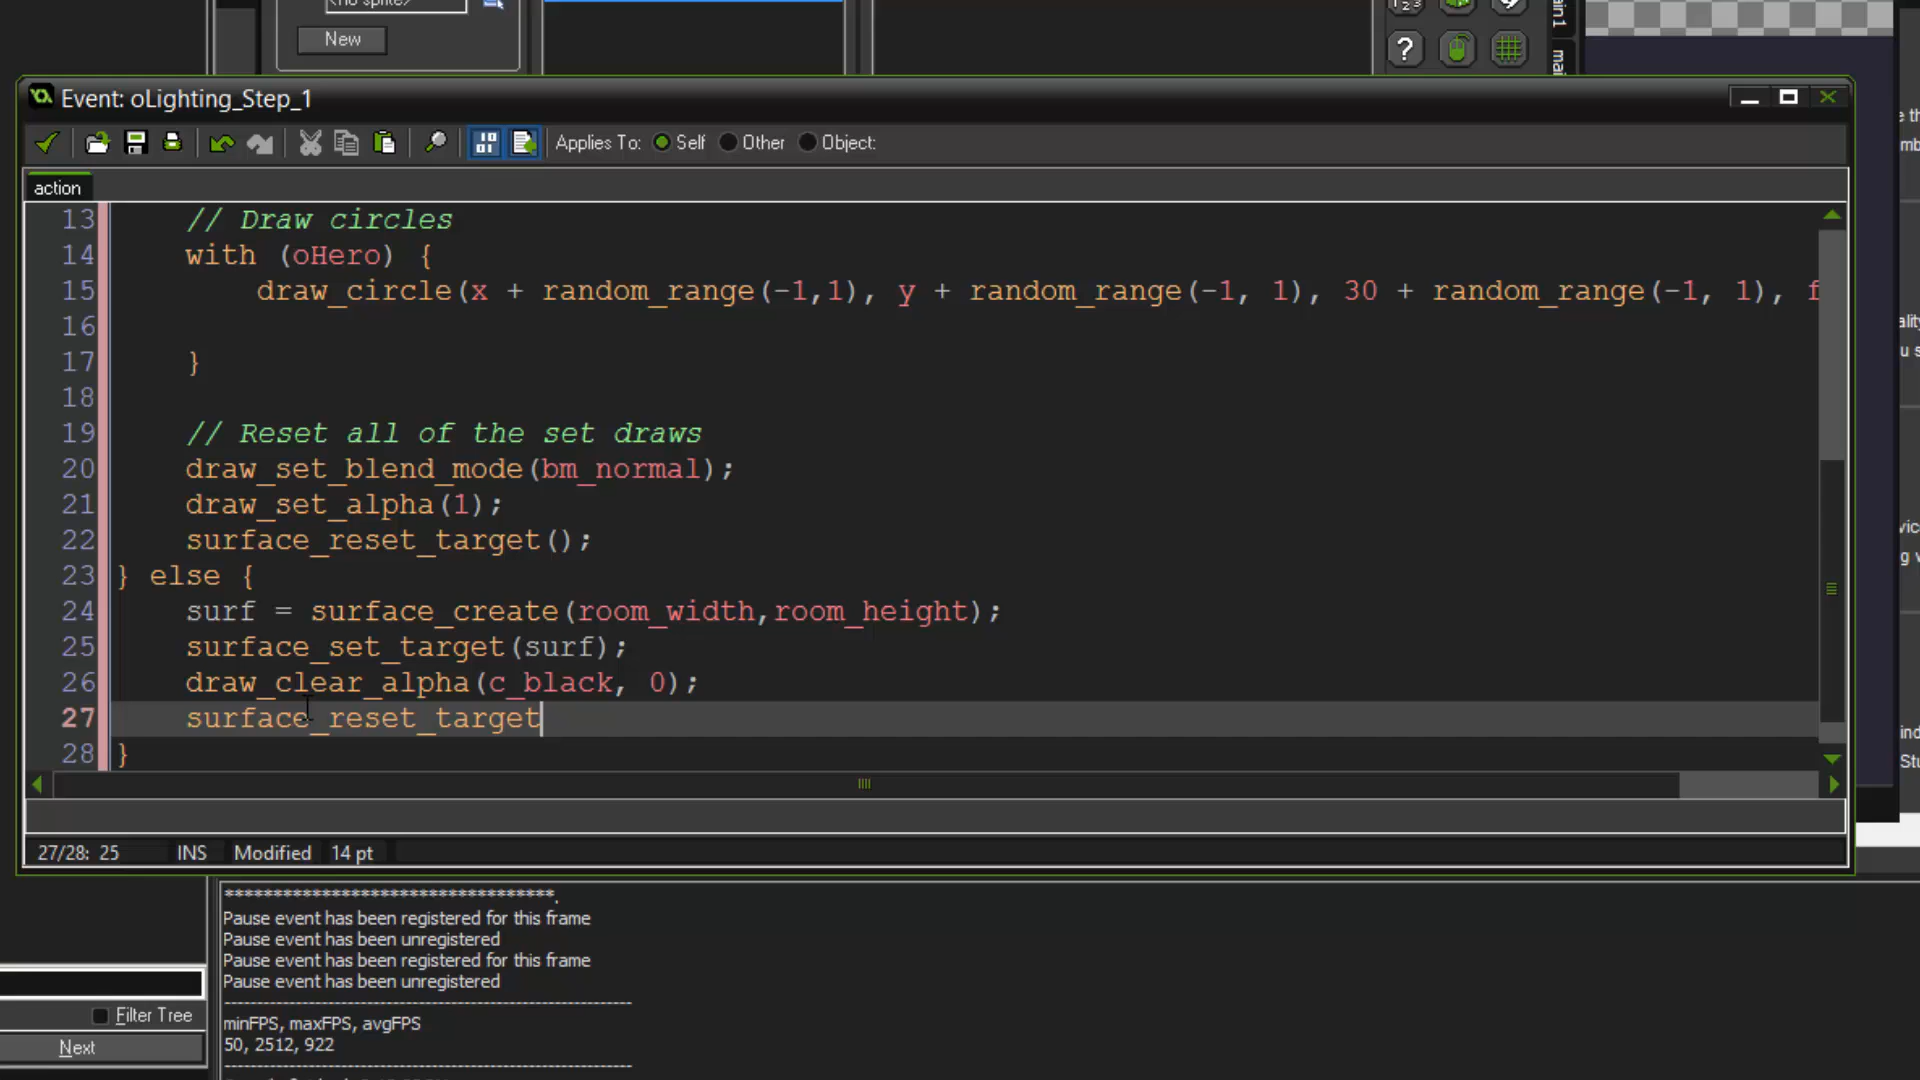 <no sprite>
New
Event: oLighting_Step_1
Applies To: Self Other Object:
action
13 // Draw circles
14 with (oHero) {
15 draw_circle(x + random_range(-1,1), y + random_range(-1, 1), 30 + random_range(-1, 1), f
16
17 }
18
19 // Reset all of the set draws
20 draw_set_blend_mode(bm_normal);
21 draw_set_alpha(1);
22 surface_reset_target();
23 } else {
24 surf = surface_create(room_width,room_height);
25 surface_set_target(surf);
26 draw_clear_alpha(c_black, 0);
27 surface_reset_target
28 }
27/28: 25 INS Modified 14 pt
***********************************.
Pause event has been registered for this frame
Pause event has been unregistered
Pause event has been registered for this frame
Pause event has been unregistered
minFPS, maxFPS, avgFPS
50, 2512, 922
Filter Tree
Next